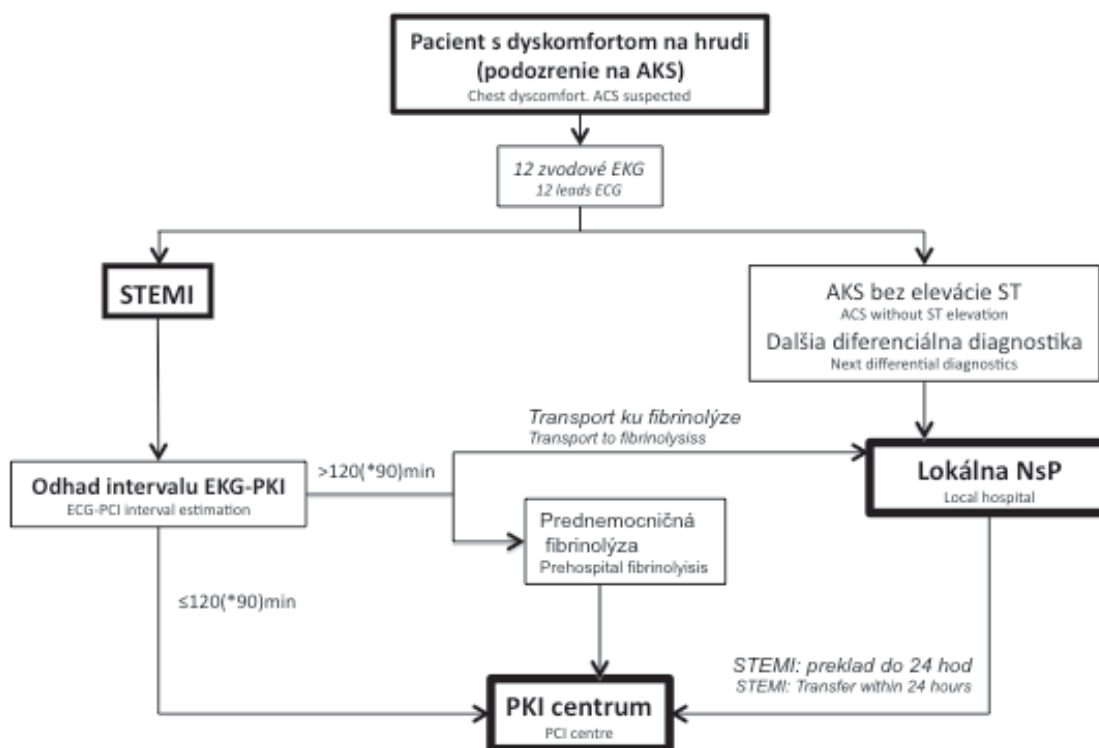 Pacient s dyskomfortom na hrudi
(podozrenie na AKS)
Chest dyscomfort. ACS suspected
12 zvodové EKG
12 leads ECG
STEMI
AKS bez elevácie ST
ACS without ST elevation
Dalšia diferenciálna diagnostika
Next differential diagnostics
Transport ku fibrinolýze
Transport to fibrinolysiss
Odhad intervalu EKG-PKI
ECG-PCI interval estimation
>120(*90)min
Lokálna NsP
Local hospital
Prednemocničná
fibrinolýza
Prehospital fibrinolyisis
≤120(*90)min
STEMI: preklad do 24 hod
STEMI: Transfer within 24 hours
PKI centrum
PCI centre